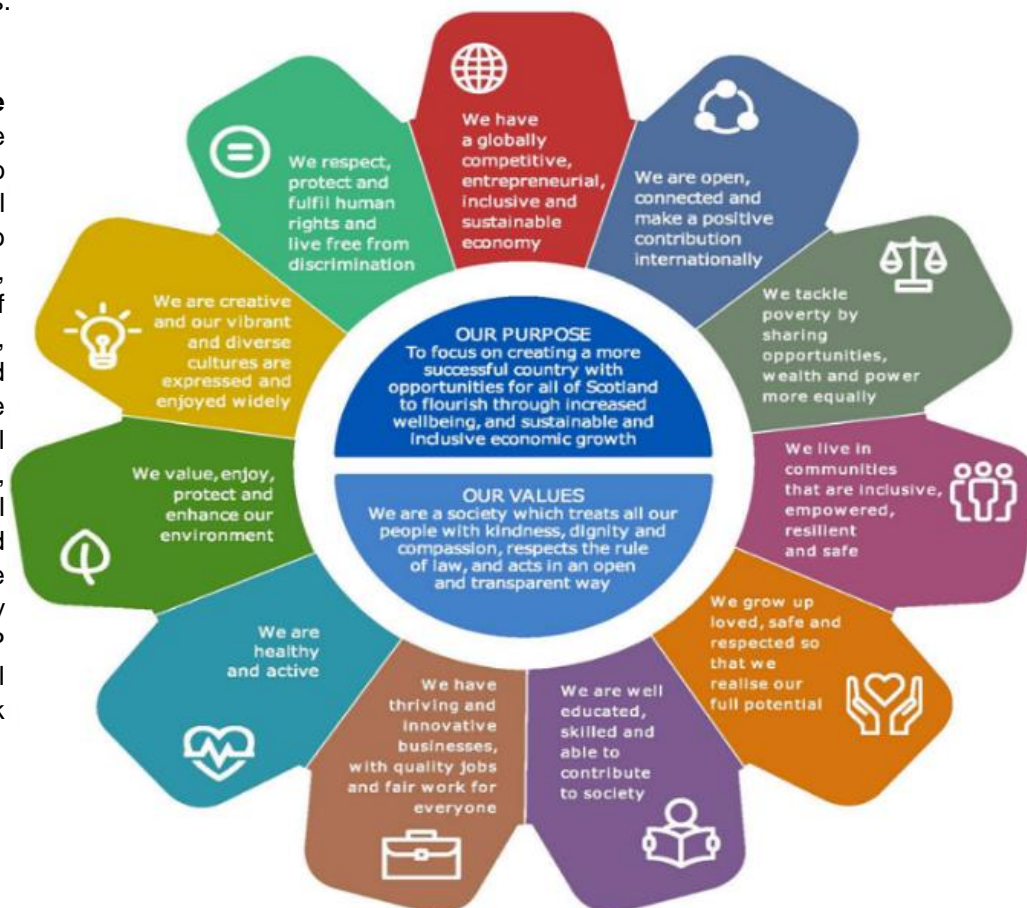 We have
a globally
competitive,
entrepreneurial,
inclusive and
sustainable
economy
We are open,
connected and
make a positive
contribution
internationally
We tackle
poverty by
sharing
opportunities,
wealth and power
more equally
We live in
communities
that are inclusive,
empowered,
resilient
and safe
We grow up
loved, safe and
respected so
that we
realise our
full potential
We are well
educated,
skilled and
able to
contribute
to society
We have
thriving and
innovative
businesses,
with quality jobs
and fair work for
everyone
We are
healthy
and active
We value, enjoy,
protect and
enhance our
environment
We are creative
and our vibrant
and diverse
cultures are
expressed and
enjoyed widely
We respect,
protect and
fulfil human
rights and
live free from
discrimination
OUR PURPOSE
To focus on creating a more
successful country with
opportunities for all of Scotland
to flourish through increased
wellbeing, and sustainable and
inclusive economic growth
OUR VALUES
We are a society which treats all our
people with kindness, dignity and
compassion, respects the rule
of law, and acts in an open
and transparent way